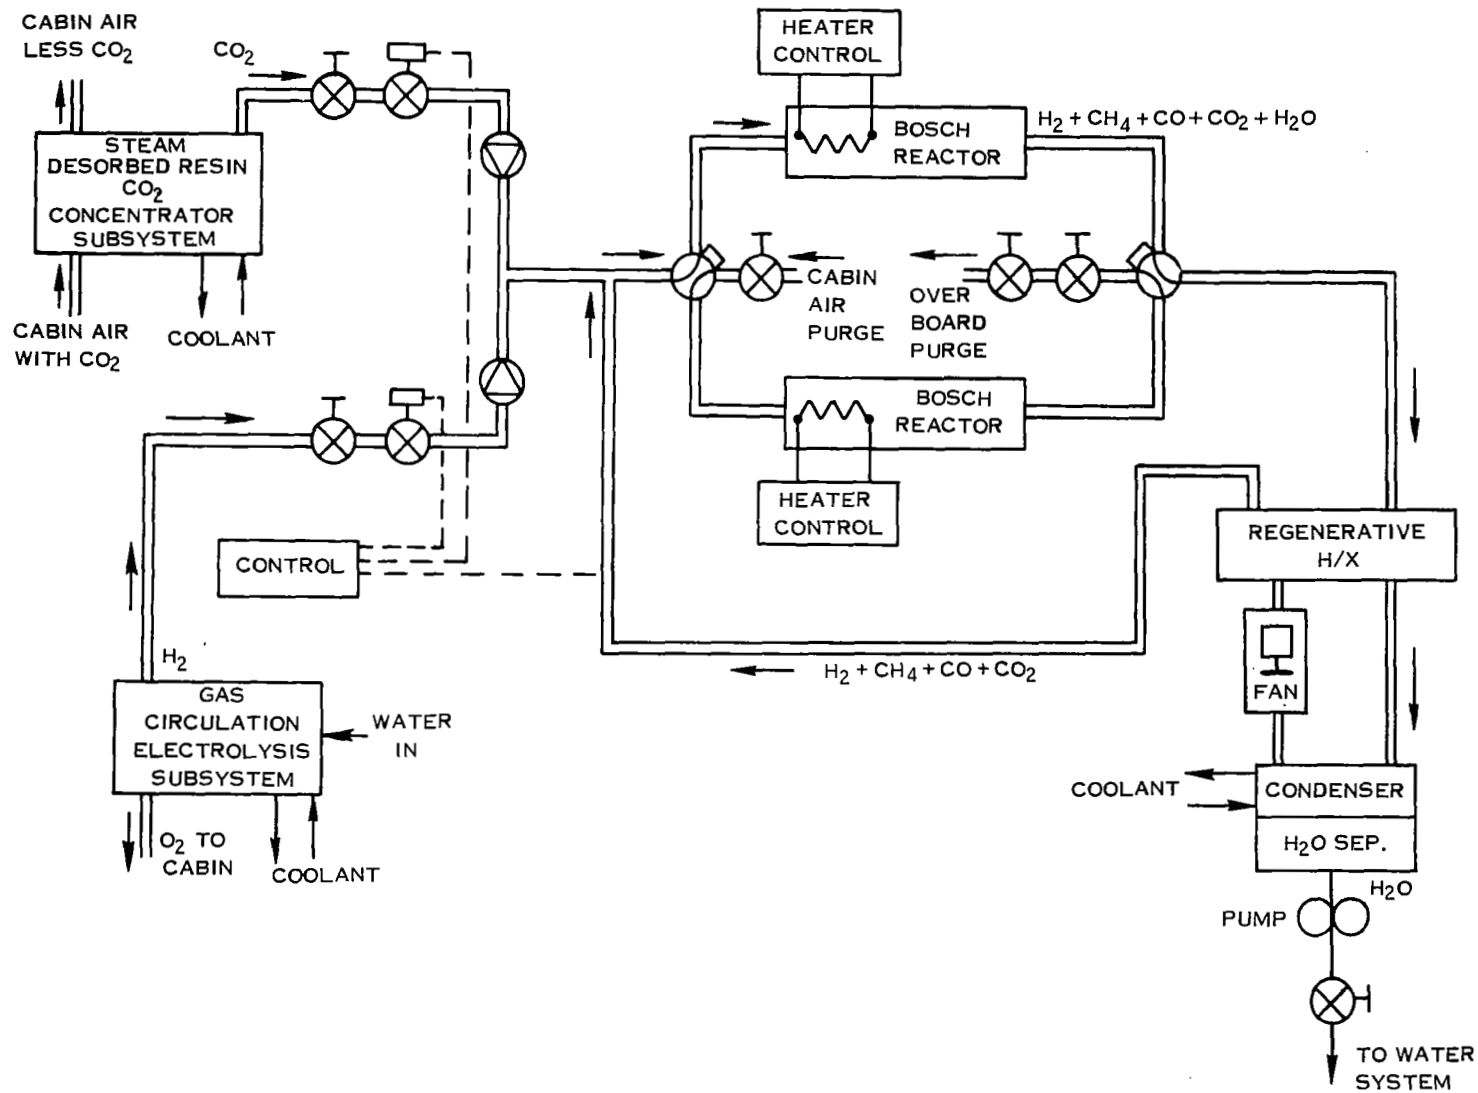 CABIN AIR
LESS CO2
CO2
STEAM
DESORBED RESIN
CO2
CONCENTRATOR
SUBSYSTEM
CABIN AIR
WITH CO2
COOLANT
HEATER
CONTROL
BOSCH
REACTOR
H2 + CH4 + CO + CO2 + H2O
CABIN
AIR
PURGE
OVER
BOARD
PURGE
BOSCH
REACTOR
HEATER
CONTROL
CONTROL
REGENERATIVE
H/X
H2
H2 + CH4 + CO + CO2
FAN
GAS
CIRCULATION
ELECTROLYSIS
SUBSYSTEM
WATER
IN
O2 TO
CABIN
COOLANT
COOLANT
CONDENSER
H2O SEP.
H2O
PUMP
TO WATER
SYSTEM